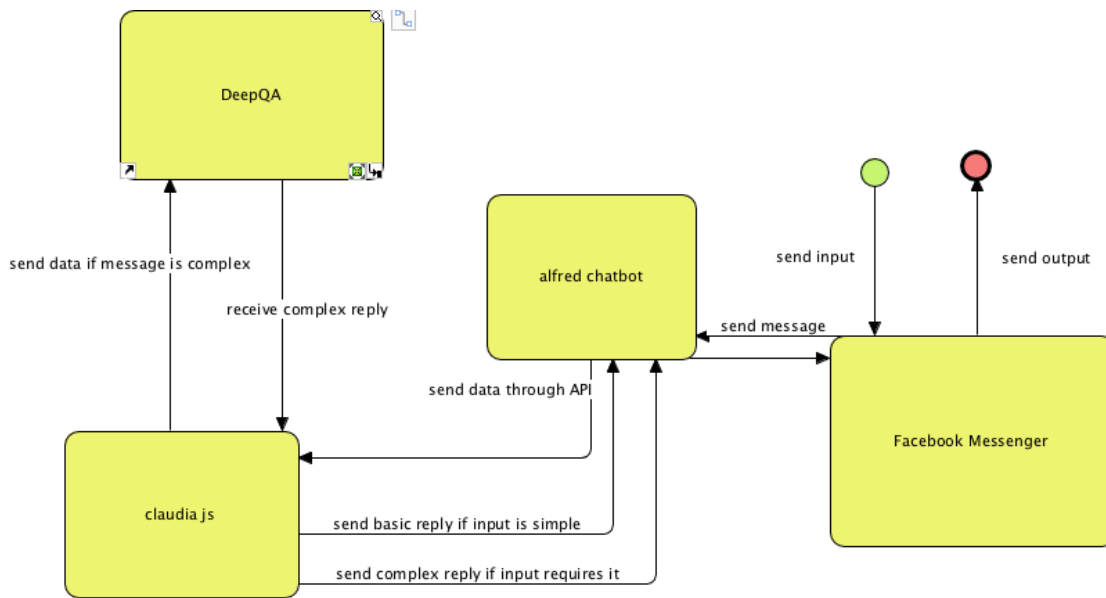 DeepQA
send input
send output
send data if message is complex
alfred chatbot
receive complex reply
send message
send data through API
Facebook Messenger
claudia js
send basic reply if input is simple
send complex reply if input requires it